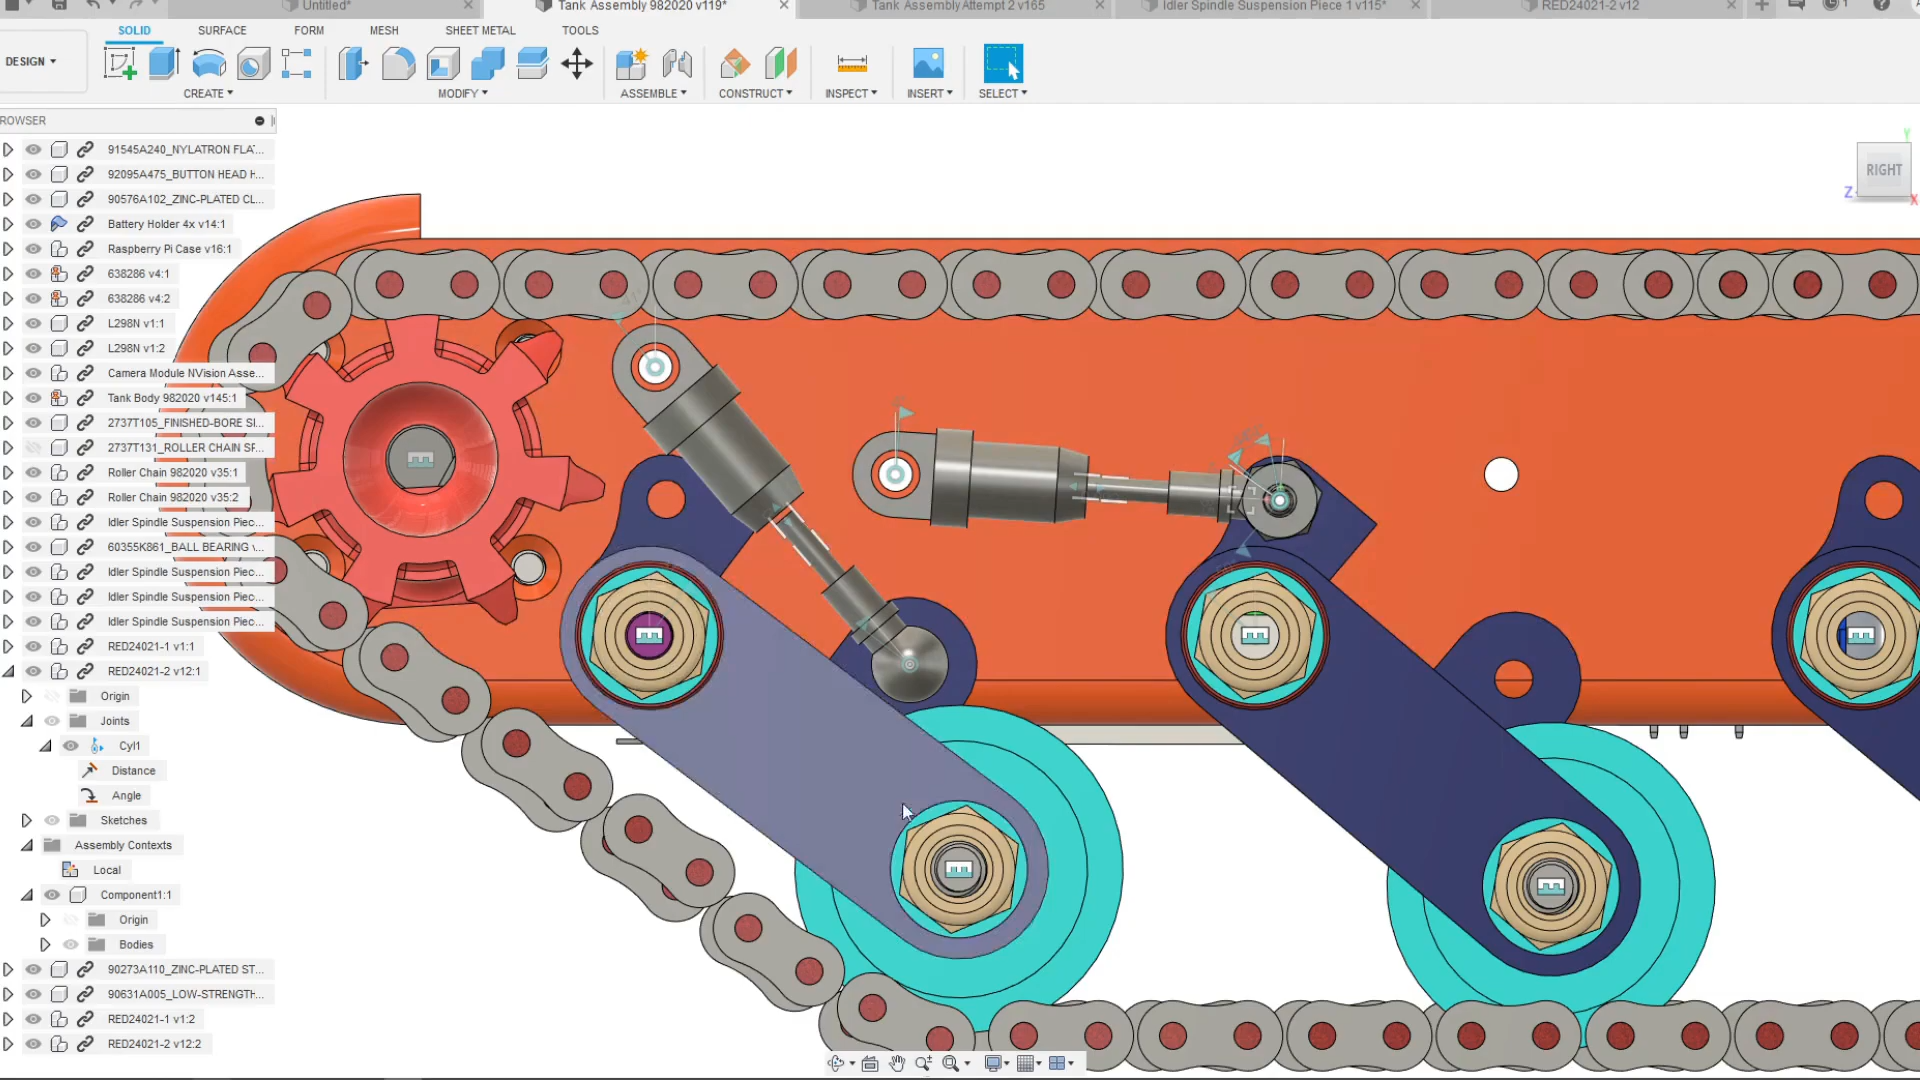 Untitled*
Tank Assembly 982020 v119*
Tank Assembly Attempt 2 v165
Idler Spindle Suspension Piece 1 v115*
RED24021-2 v12
SOLID
SURFACE
FORM
MESH
SHEET METAL
TOOLS
DESIGN
CREATE
MODIFY
ASSEMBLE
CONSTRUCT
INSPECT
INSERT
SELECT
ROWSER
91545A240_NYLATRON FLA'...
92095A475_BUTTON HEAD H...
90576A102_ZINC-PLATED CL...
Battery Holder 4x v14:1
Raspberry Pi Case v16:1
638286 v4:1
638286 v4:2
L298N v1:1
L298N v1:2
Camera Module NVision Asse...
Tank Body 982020 v145:1
2737T105_FINISHED-BORE SI...
2737T131_ROLLER CHAIN SF...
Roller Chain 982020 v35:1
Roller Chain 982020 v35:2
Idler Spindle Suspension Piec...
60355K861_BALL BEARING v...
Idler Spindle Suspension Piec...
Idler Spindle Suspension Piec...
Idler Spindle Suspension Piec...
RED24021-1 v1:1
RED24021-2 v12:1
Origin
Joints
Cyl1
Distance
Angle
Sketches
Assembly Contexts
Local
Component1:1
Origin
Bodies
90273A110_ZINC-PLATED ST...
90631A005_LOW-STRENGTH...
RED24021-1 v1:2
RED24021-2 v12:2
Y
RIGHT
Z
X